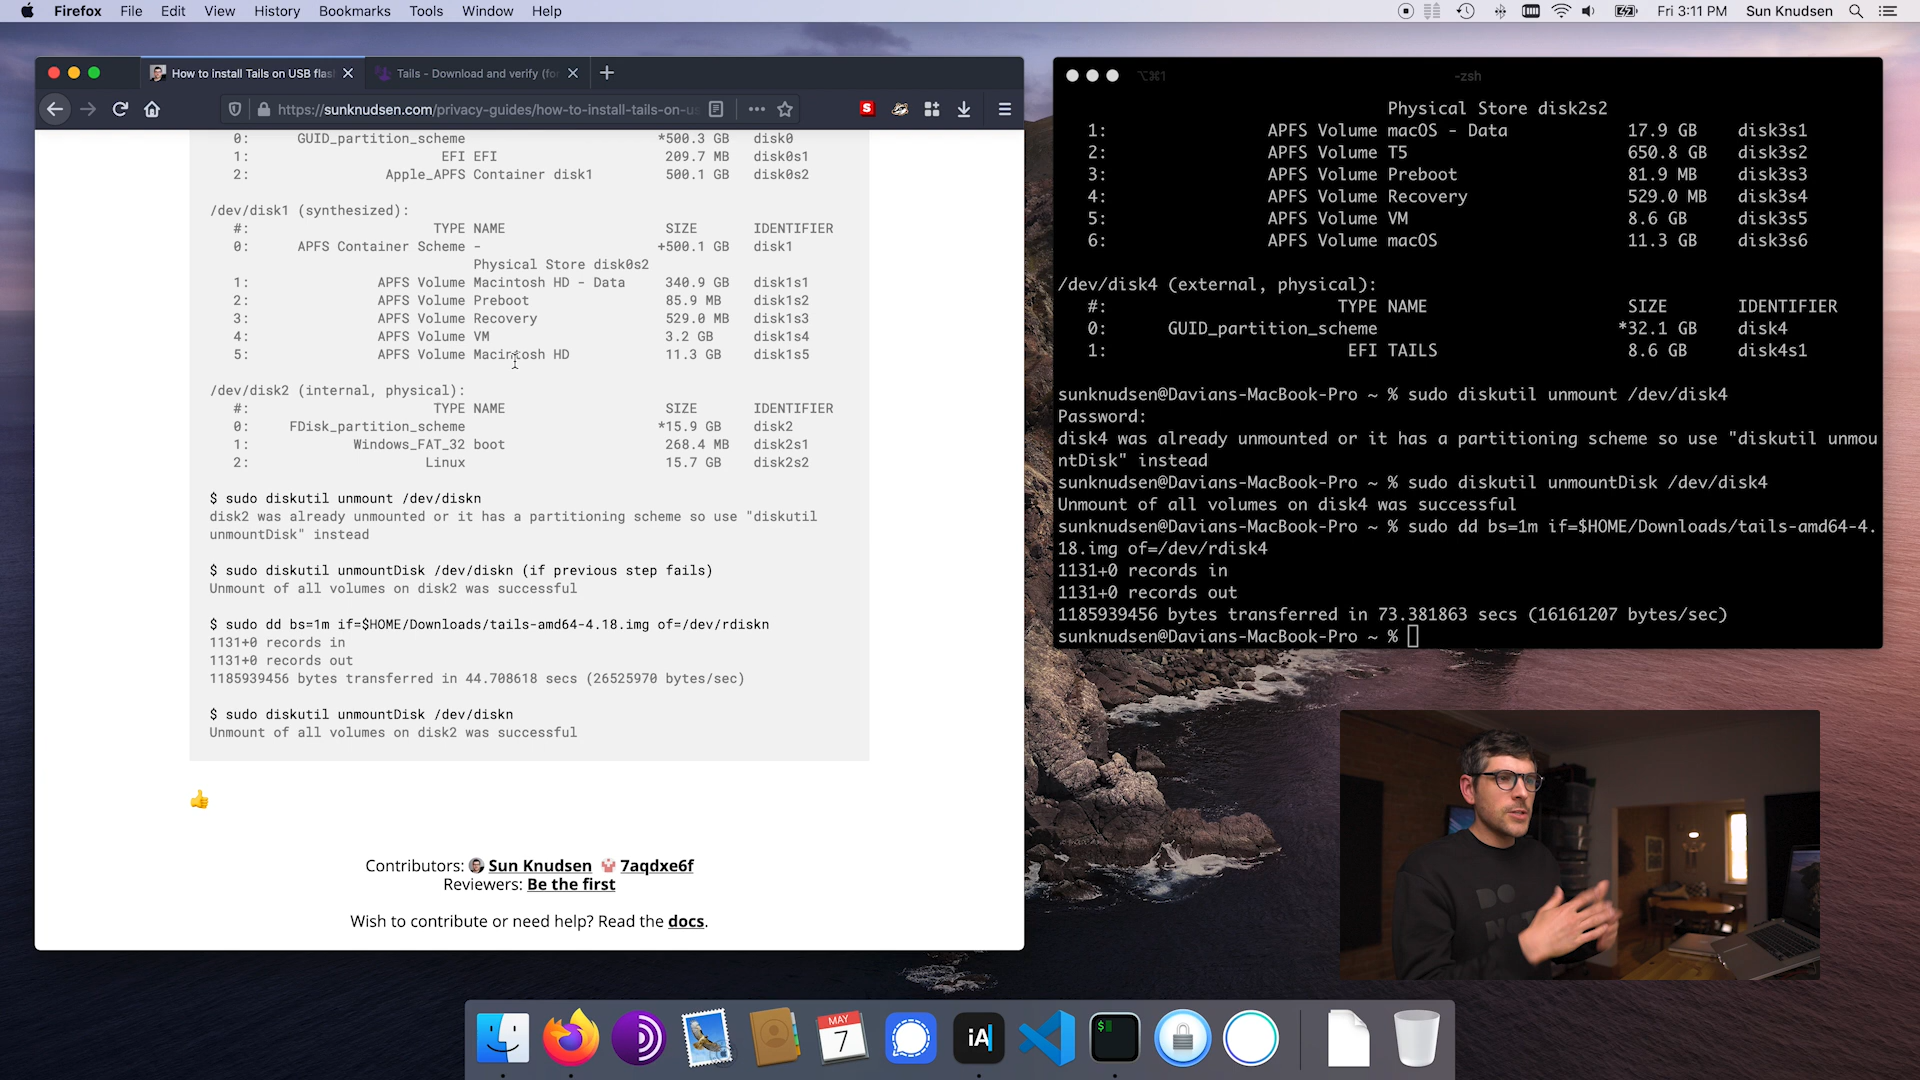 Firefox File Edit View History Bookmarks Tools Window Help
Fri 3:11 PM Sun Knudsen
How to install Tails on USB flas
Tails - Download and verify (for
https://sunknudsen.com/privacy-guides/how-to-install-tails-on-us
0: GUID_partition_scheme *500.3 GB disk0
1: EFI EFI 209.7 MB disk0s1
2: Apple_APFS Container disk1 500.1 GB disk0s2
/dev/disk1 (synthesized):
#: TYPE NAME SIZE IDENTIFIER
0: APFS Container Scheme - +500.1 GB disk1
Physical Store disk0s2
1: APFS Volume Macintosh HD - Data 340.9 GB disk1s1
2: APFS Volume Preboot 85.9 MB disk1s2
3: APFS Volume Recovery 529.0 MB disk1s3
4: APFS Volume VM 3.2 GB disk1s4
5: APFS Volume Macintosh HD 11.3 GB disk1s5
/dev/disk2 (internal, physical):
#: TYPE NAME SIZE IDENTIFIER
0: FDisk_partition_scheme *15.9 GB disk2
1: Windows_FAT_32 boot 268.4 MB disk2s1
2: Linux 15.7 GB disk2s2
$ sudo diskutil unmount /dev/diskn
disk2 was already unmounted or it has a partitioning scheme so use "diskutil
unmountDisk" instead
$ sudo diskutil unmountDisk /dev/diskn (if previous step fails)
Unmount of all volumes on disk2 was successful
$ sudo dd bs=1m if=$HOME/Downloads/tails-amd64-4.18.img of=/dev/rdiskn
1131+0 records in
1131+0 records out
1185939456 bytes transferred in 44.708618 secs (26525970 bytes/sec)
$ sudo diskutil unmountDisk /dev/diskn
Unmount of all volumes on disk2 was successful
Contributors: Sun Knudsen 7aqdxe6f
Reviewers: Be the first
Wish to contribute or need help? Read the docs.
⌥⌘1 -zsh
Physical Store disk2s2
1: APFS Volume macOS - Data 17.9 GB disk3s1
2: APFS Volume T5 650.8 GB disk3s2
3: APFS Volume Preboot 81.9 MB disk3s3
4: APFS Volume Recovery 529.0 MB disk3s4
5: APFS Volume VM 8.6 GB disk3s5
6: APFS Volume macOS 11.3 GB disk3s6
/dev/disk4 (external, physical):
#: TYPE NAME SIZE IDENTIFIER
0: GUID_partition_scheme *32.1 GB disk4
1: EFI TAILS 8.6 GB disk4s1
sunknudsen@Davians-MacBook-Pro ~ % sudo diskutil unmount /dev/disk4
Password:
disk4 was already unmounted or it has a partitioning scheme so use "diskutil unmou
ntDisk" instead
sunknudsen@Davians-MacBook-Pro ~ % sudo diskutil unmountDisk /dev/disk4
Unmount of all volumes on disk4 was successful
sunknudsen@Davians-MacBook-Pro ~ % sudo dd bs=1m if=$HOME/Downloads/tails-amd64-4.
18.img of=/dev/rdisk4
1131+0 records in
1131+0 records out
1185939456 bytes transferred in 73.381863 secs (16161207 bytes/sec)
sunknudsen@Davians-MacBook-Pro ~ %
MAY
7
iA
$